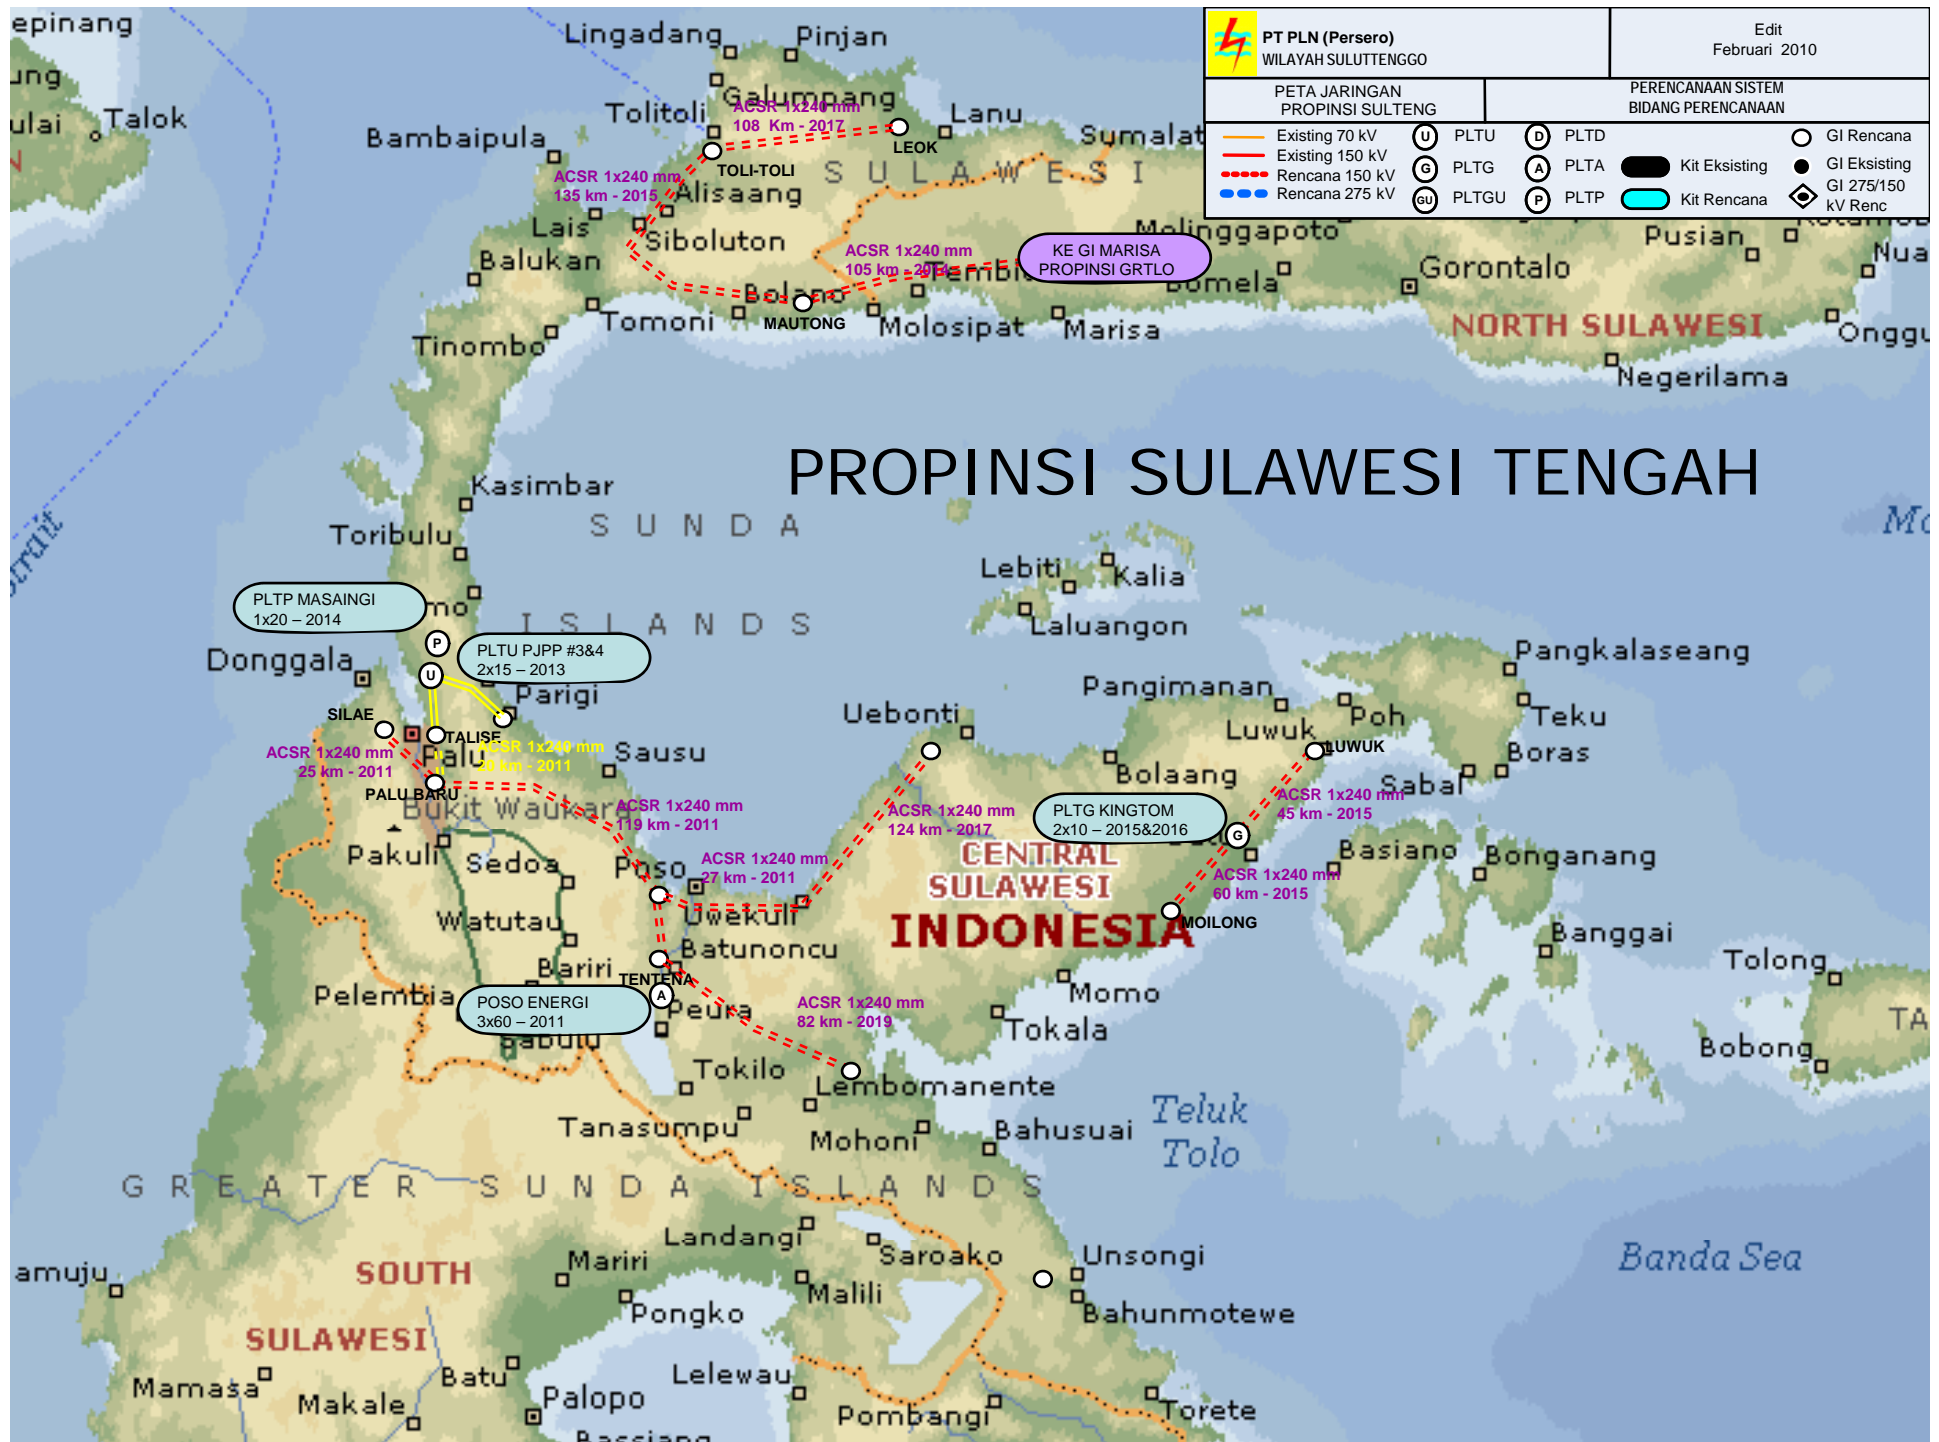 PT PLN (Persero)
WILAYAH SULUTTENGGO
Edit
Februari 2010
PETA JARINGAN
PROPINSI SULTENG
PERENCANAAN SISTEM
BIDANG PERENCANAAN
Existing 70 kV
Existing 150 kV
Rencana 150 kV
Rencana 275 kV
U PLTU
G PLTG
GU PLTGU
D PLTD
A PLTA
P PLTP
Kit Eksisting
Kit Rencana
GI Rencana
GI Eksisting
GI 275/150
kV Renc
epinang
ung
ulai
Talok
Lingadang
Pinjan
Galumpang
Tolitoli
ACSR 1x240 mm
108 Km - 2017
Lanu
LEOK
Sumalat
Bambaipula
TOLI-TOLI
SULAWESI
ACSR 1x240 mm
135 km - 2015
Alisaang
Lais
Siboluton
Balukan
ACSR 1x240 mm
105 km - 2014
KE GI MARISA
PROPINSI GRTLO
Molinggapoto
Pusian
Nua
Gorontalo
Bomela
Bolano
Tomoni
MAUTONG
Molosipat
Marisa
Tinombo
NORTH SULAWESI
Onggu
Negerilama
PROPINSI SULAWESI TENGAH
Kasimbar
SUNDA
ISLANDS
Toribulu
Lebiti
Kalia
Laluangon
PLTP MASAINGI
1x20 – 2014
mo
P
PLTU PJPP #3&4
2x15 – 2013
U
Donggala
Parigi
SILAE
TALISE
Palu
ACSR 1x240 mm
25 km - 2011
ACSR 1x240 mm
20 km - 2011
Sausu
PALU BARU
Bukit Waukara
ACSR 1x240 mm
119 km - 2011
Pakuli
Sedoa
Poso
ACSR 1x240 mm
27 km - 2011
Uwekuli
Watutau
Batunoncu
Bariri
TENTENA
Pelembia
A
POSO ENERGI
3x60 – 2011
Peura
ACSR 1x240 mm
82 km - 2019
Tokilo
Lembomanente
Tanasumpu
Mohoni
Bahusuai
Uebonti
ACSR 1x240 mm
124 km - 2017
Pangimanan
Pangkalaseang
Poh
Teku
Luwuk
LUWUK
Boras
Sabal
Bolaang
PLTG KINGTOM
2x10 – 2015&2016
G
ACSR 1x240 mm
45 km - 2015
ACSR 1x240 mm
60 km - 2015
Basiano
Bonganang
CENTRAL
SULAWESI
INDONESIA
MOILONG
Banggai
Tolong
Momo
Tokala
Bobong
TA
Teluk
Tolo
GREATER SUNDA ISLANDS
Landangi
Saroako
Unsongi
Banda Sea
amuju
SOUTH
SULAWESI
Mariri
Malili
Pongko
Bahunmotewe
Mamasa
Makale
Batu
Palopo
Lelewau
Pombangi
Torete